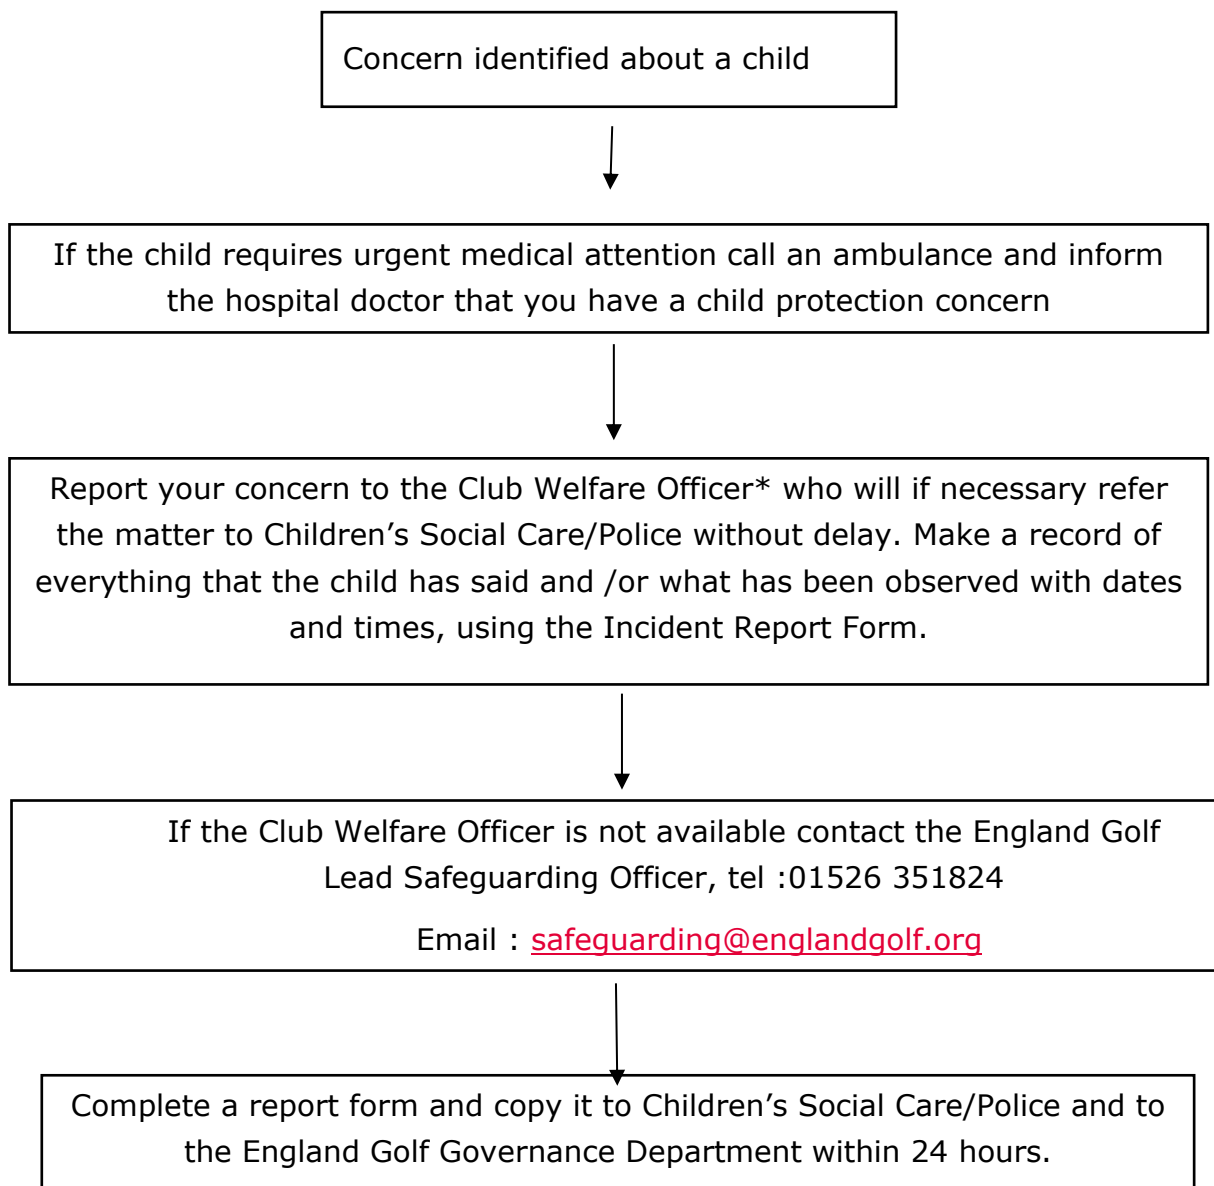 Concern identified about a child
If the child requires urgent medical attention call an ambulance and inform
the hospital doctor that you have a child protection concern
Report your concern to the Club Welfare Officer* who will if necessary refer
the matter to Children’s Social Care/Police without delay. Make a record of
everything that the child has said and /or what has been observed with dates
and times, using the Incident Report Form.
If the Club Welfare Officer is not available contact the England Golf
Lead Safeguarding Officer, tel :01526 351824
Email : safeguarding@englandgolf.org
Complete a report form and copy it to Children’s Social Care/Police and to
the England Golf Governance Department within 24 hours.